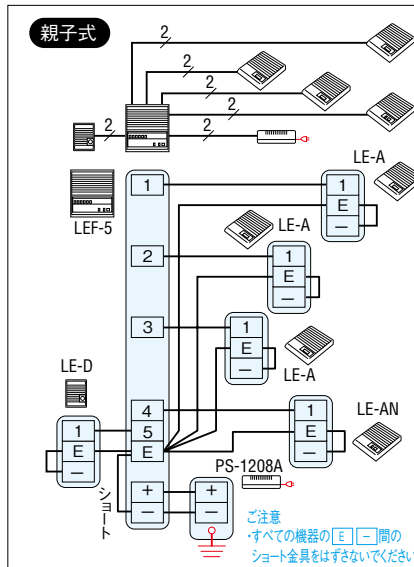 親子式
2
2
2
2
2
2
LE-A
1
1
E
－
LEF-5
LE-A
2
1
E
－
3
1
E
－
LE-D
LE-A
LE-AN
4
1
1
5
E
E
E
－
－
PS-1208A
ショート
＋
＋
－
－
ご注意
・すべての機器の E － 間の
ショート金具をはずさないでください